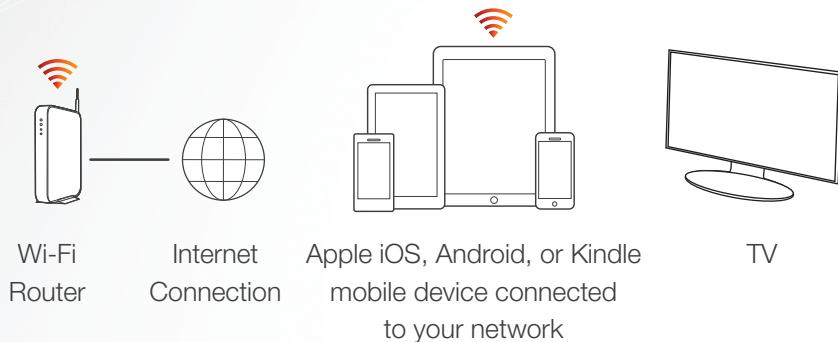 Wi-Fi
Router
Internet
Connection
Apple iOS, Android, or Kindle
mobile device connected
to your network
TV